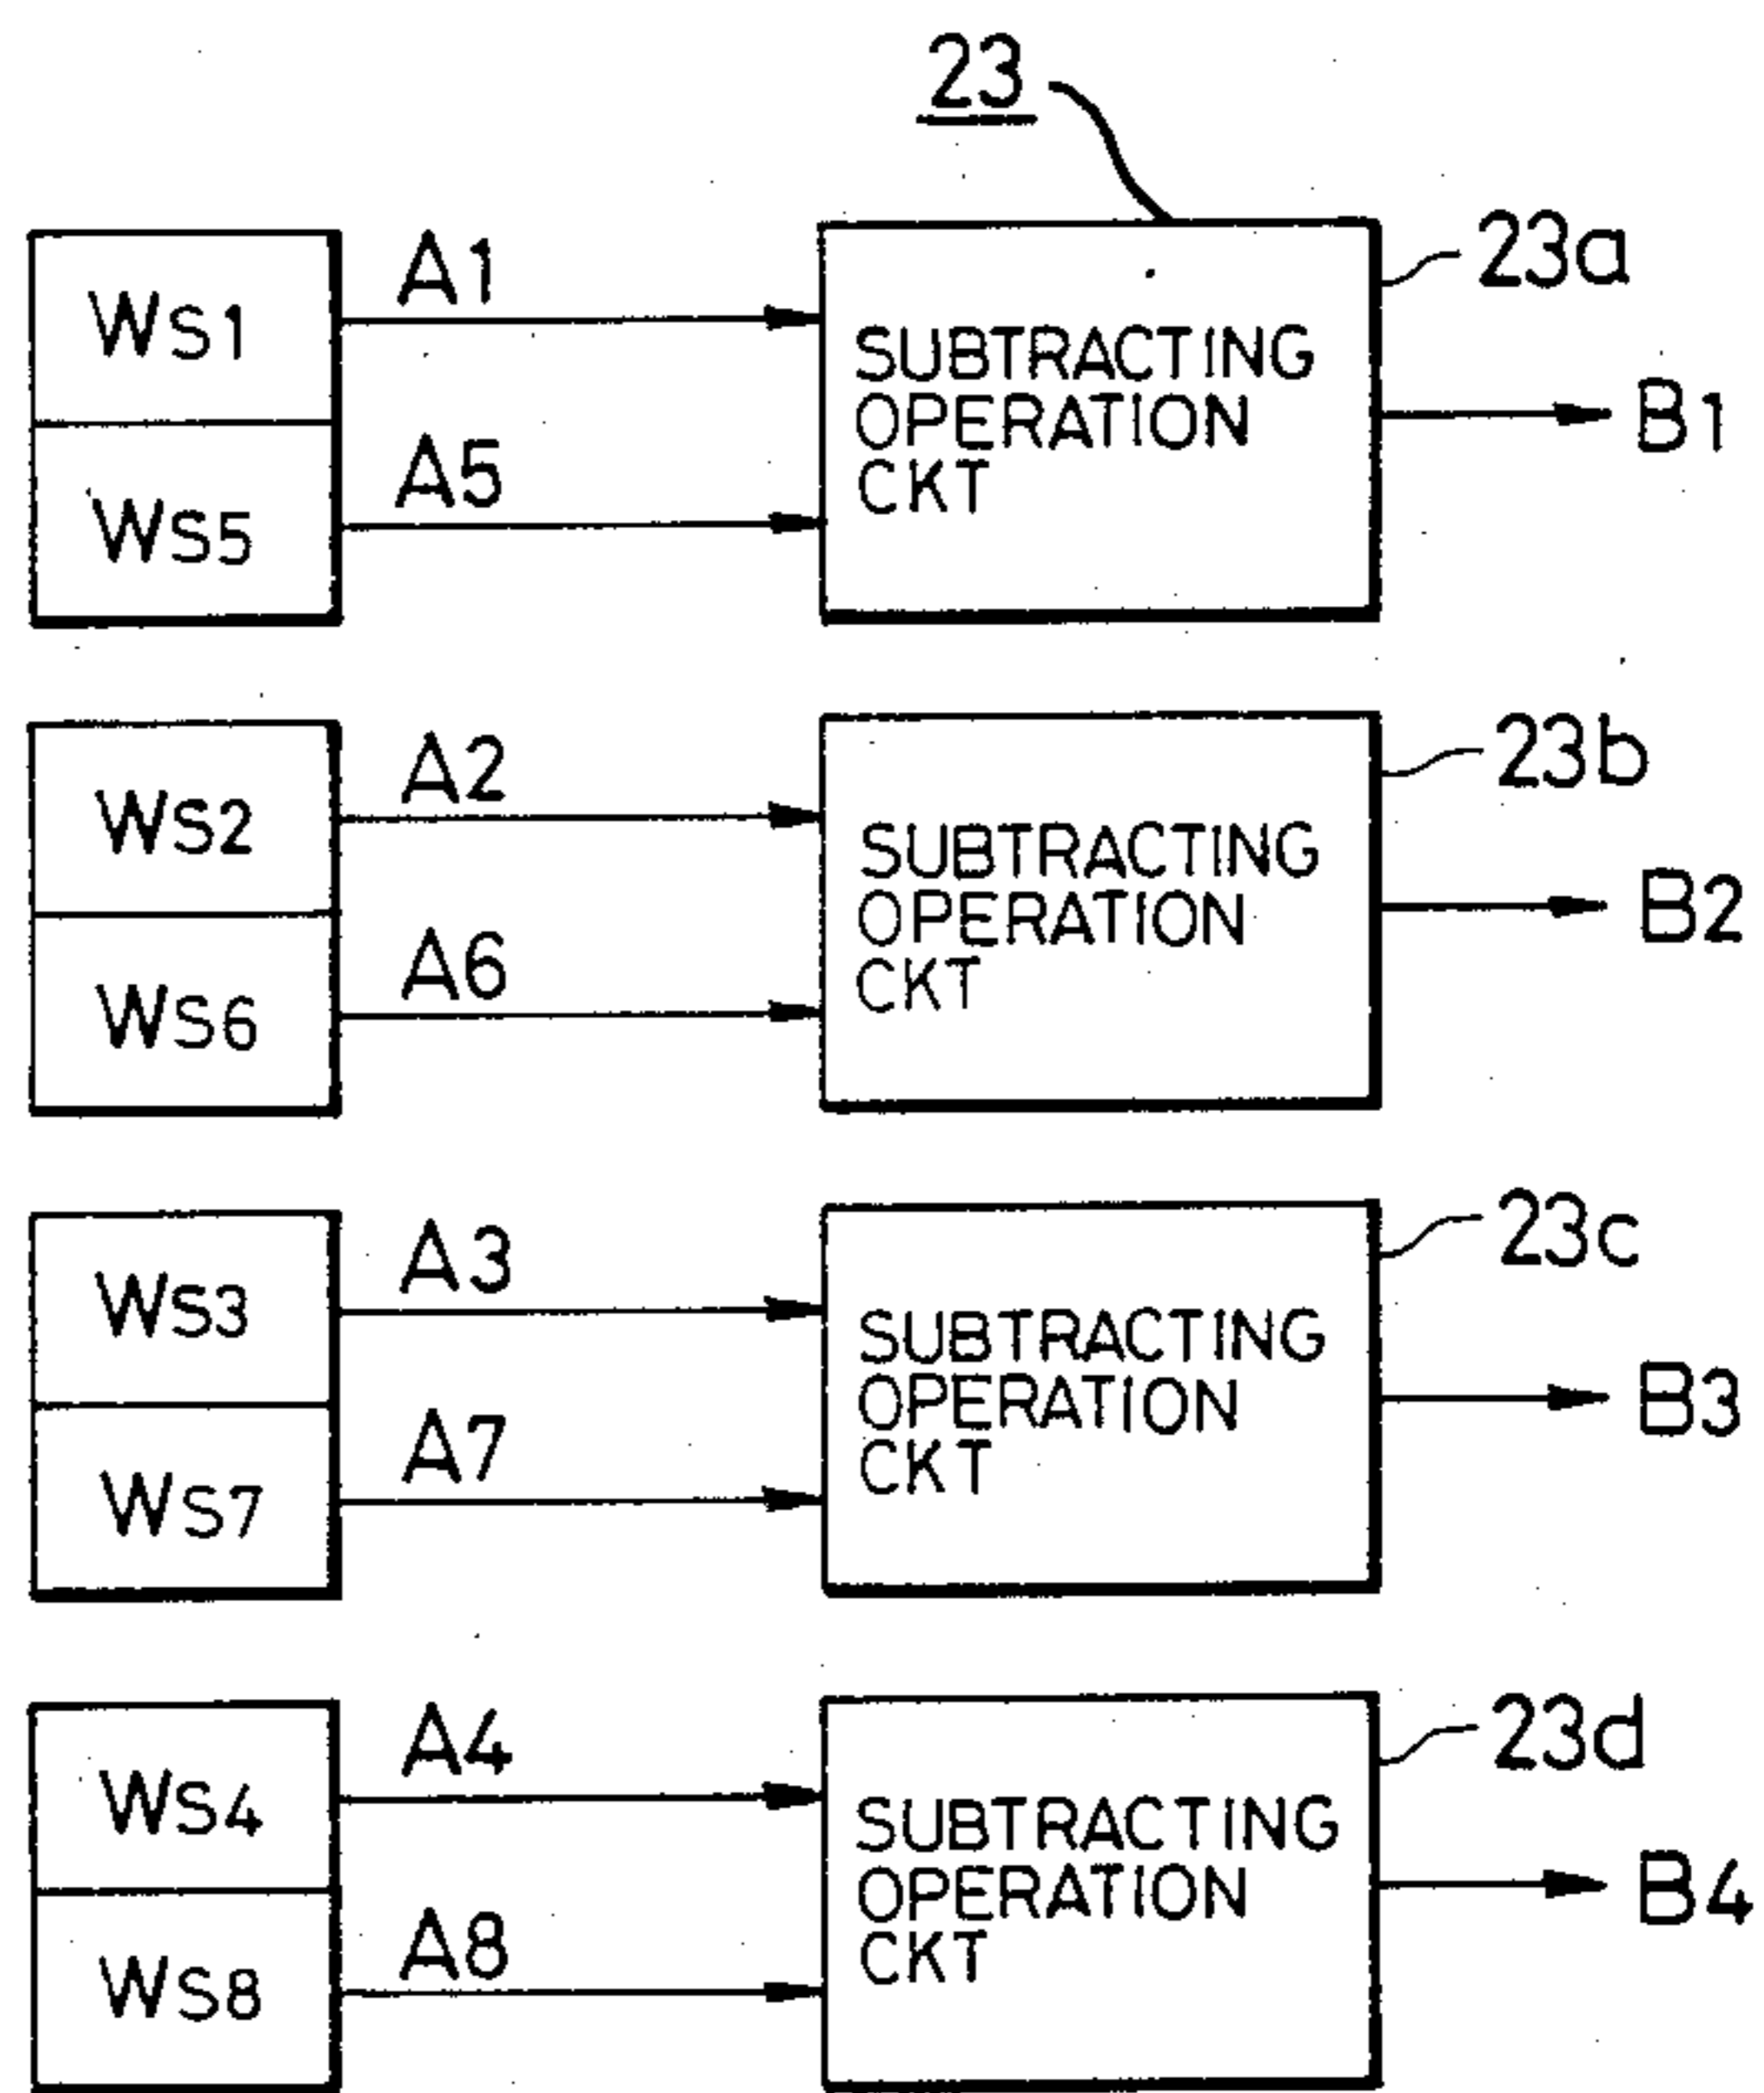 23
WS1
A1
WS5
A5
SUBTRACTING
OPERATION
CKT
23a
B1
WS2
A2
WS6
A6
SUBTRACTING
OPERATION
CKT
23b
B2
WS3
A3
WS7
A7
SUBTRACTING
OPERATION
CKT
23c
B3
WS4
A4
WS8
A8
SUBTRACTING
OPERATION
CKT
23d
B4